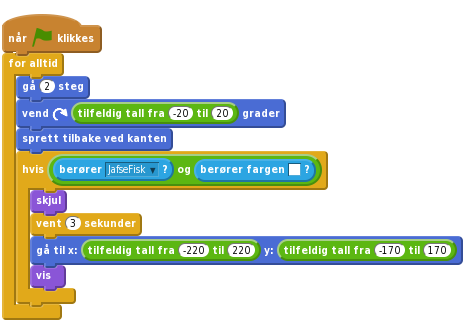 når klikkes
for alltid
gå 2 steg
vend tilfeldig tall fra -20 til 20 grader
sprett tilbake ved kanten
hvis berører JafseFisk ? og berører fargen ?
skjul
vent 3 sekunder
gå til x: tilfeldig tall fra -220 til 220 y: tilfeldig tall fra -170 til 170
vis